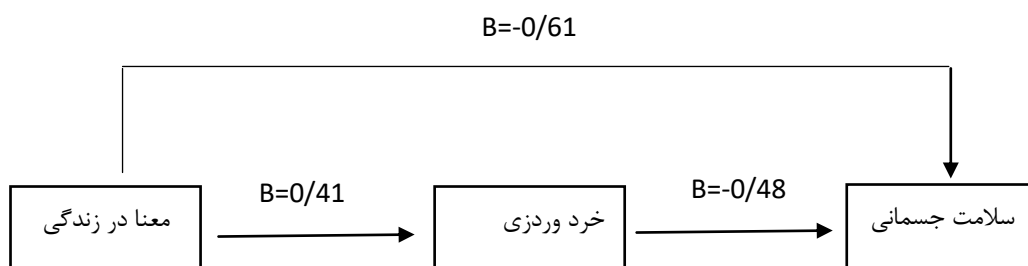 B=-0/61
B=0/41
B=-0/48
معنا در زندگی
خرد وردزی
سلامت جسمانی